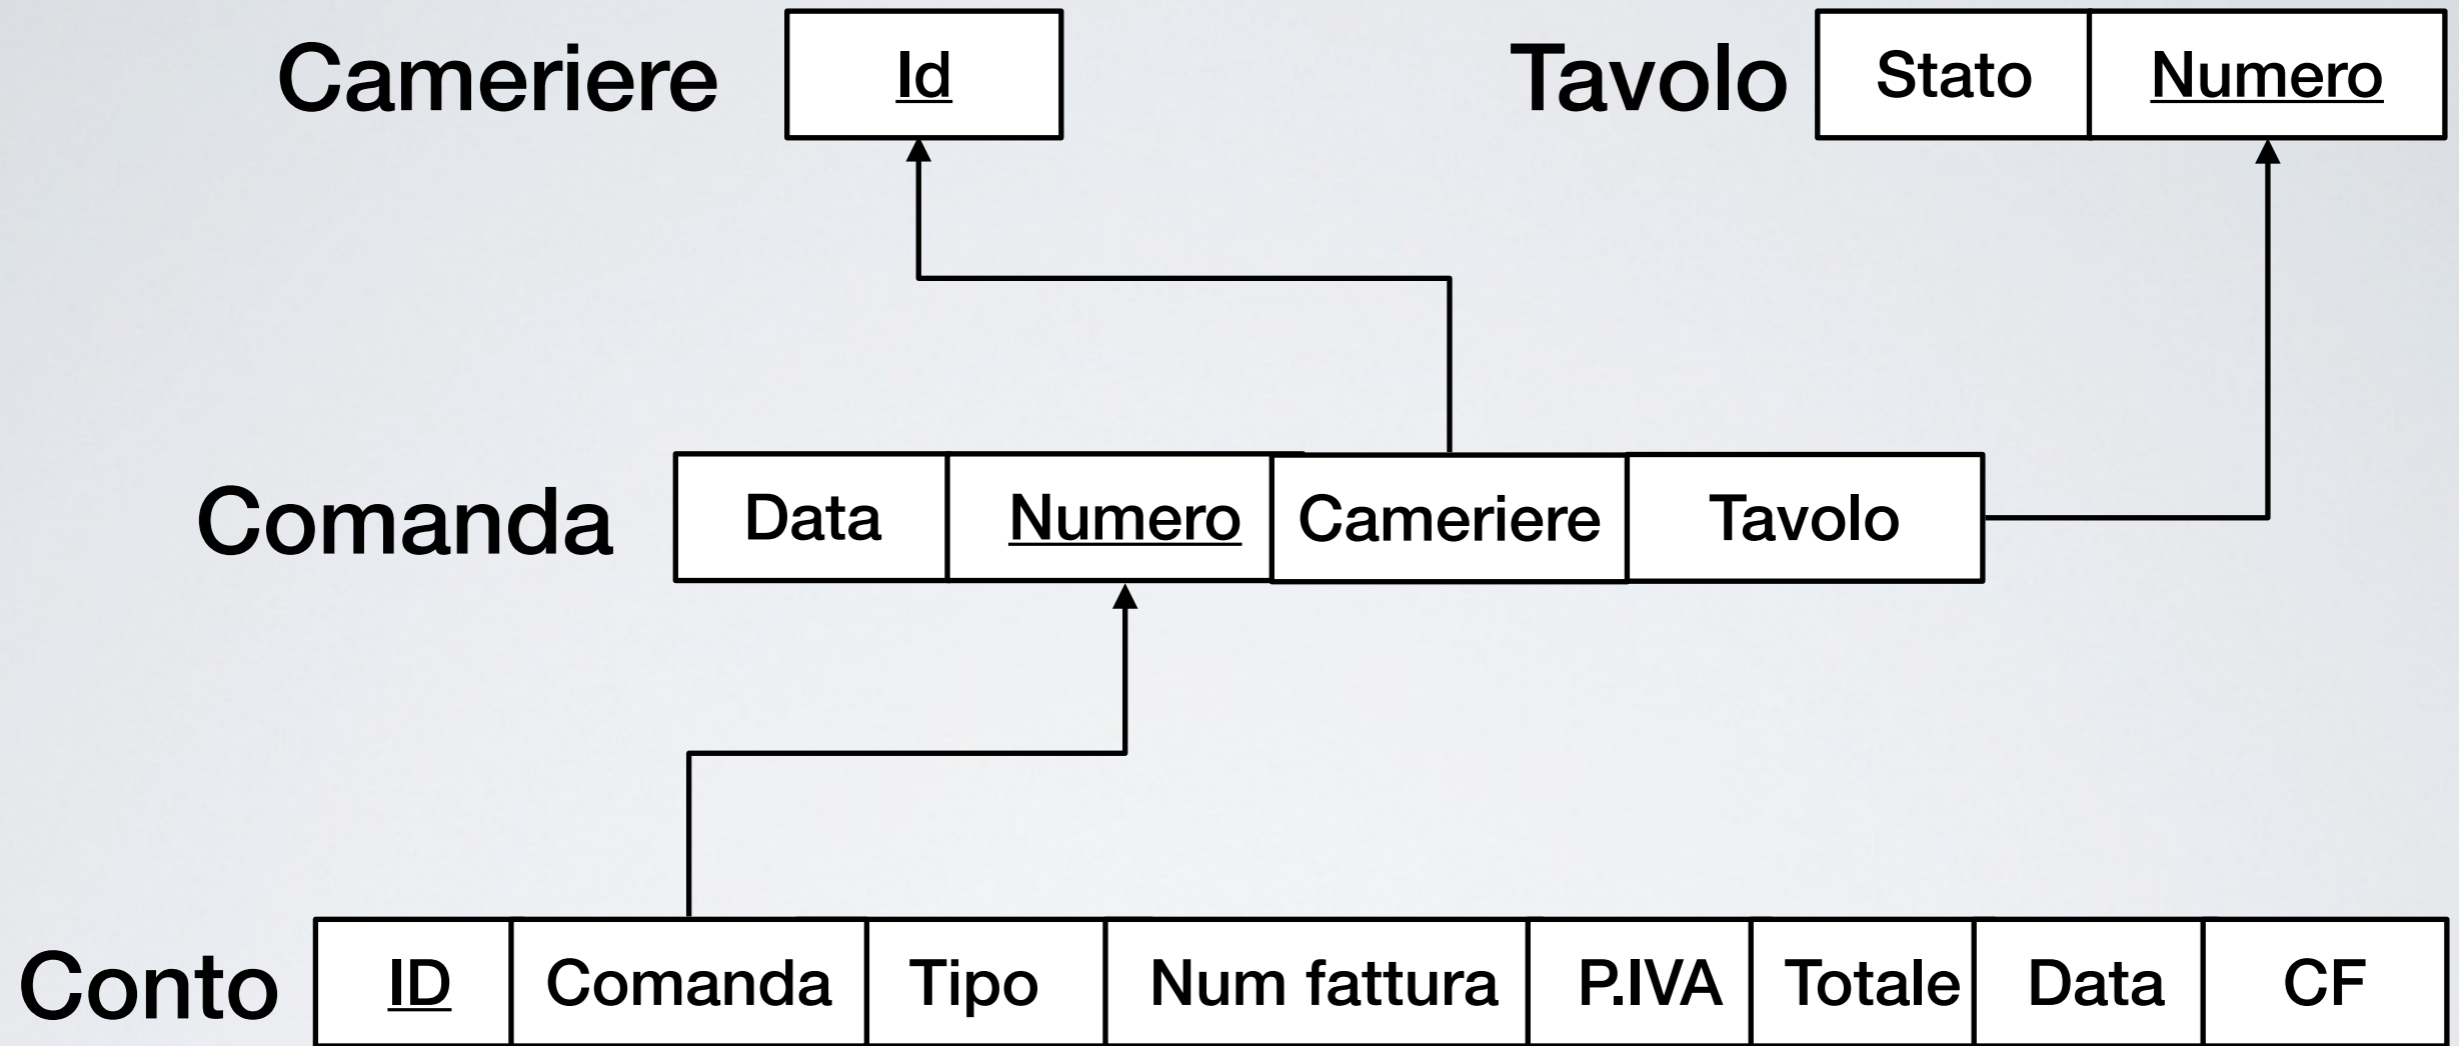 Cameriere Id Tavolo Stato Numero
Comanda Data Numero Cameriere Tavolo
Conto ID Comanda Tipo Num fattura P.IVA Totale Data CF